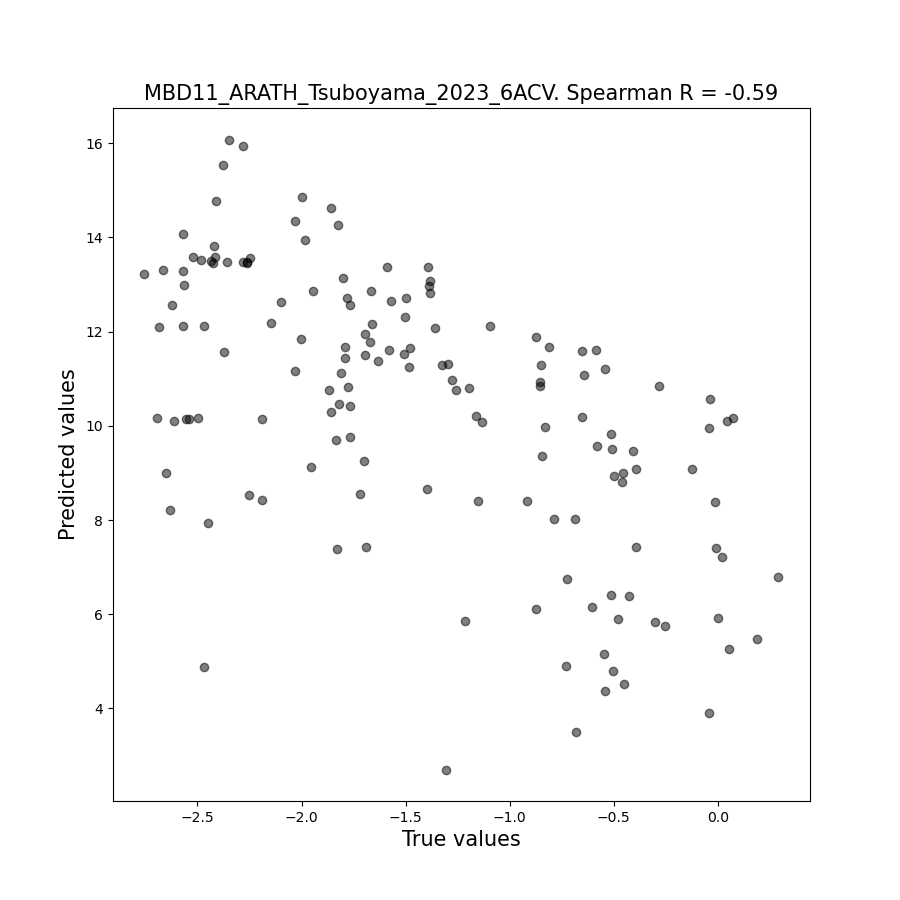 MBD11_ARATH_Tsuboyama_2023_6ACV. Spearman R = -0.59
16
14
12
10
8
6
4
Predicted values
−2.5 −2.0 −1.5 −1.0 −0.5 0.0
True values